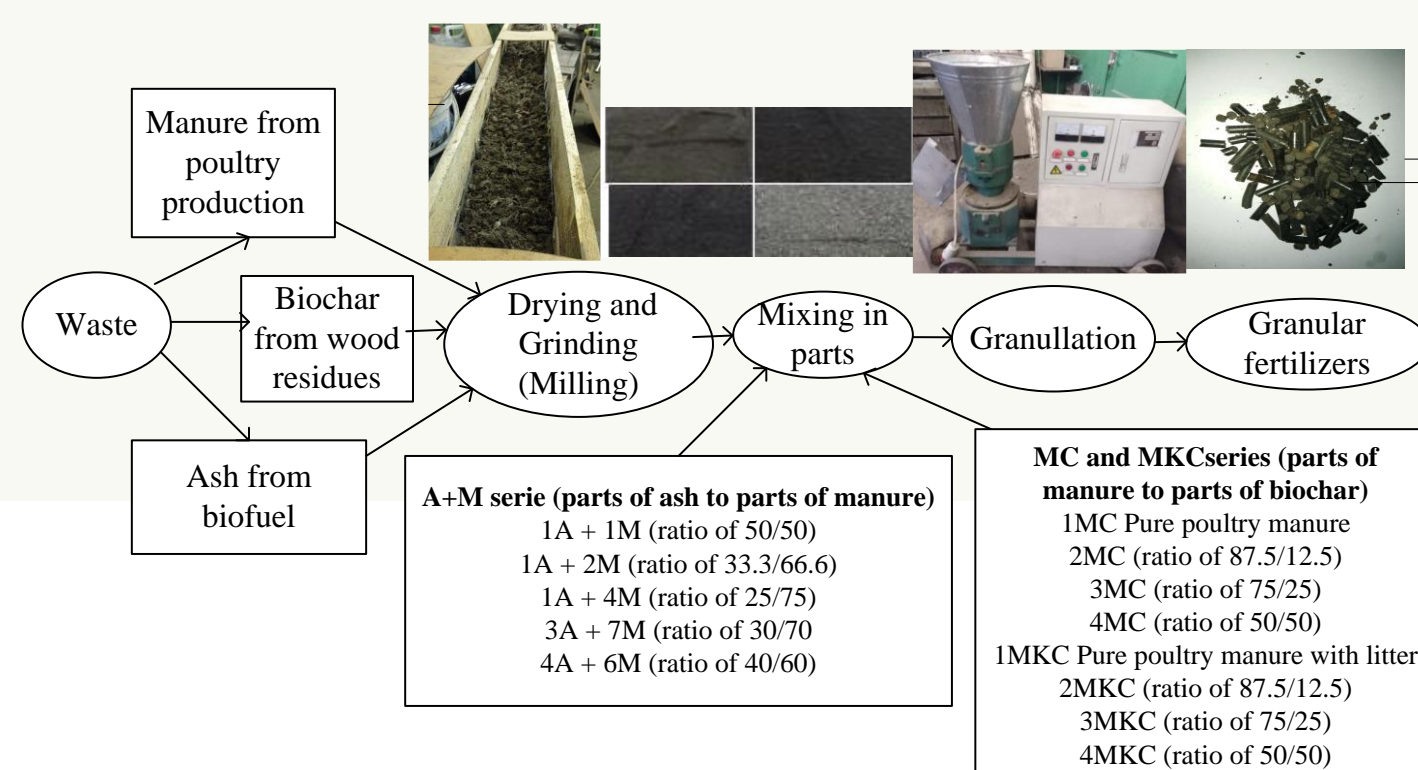 Manure from
poultry
production
Waste
Biochar
from wood
residues
Ash from
biofuel
Drying and
Grinding
(Milling)
Mixing in
parts
Granullation
Granular
fertilizers
A+M serie (parts of ash to parts of manure)
1A + 1M (ratio of 50/50)
1A + 2M (ratio of 33.3/66.6)
1A + 4M (ratio of 25/75)
3A + 7M (ratio of 30/70
4A + 6M (ratio of 40/60)
MC and MKCseries (parts of
manure to parts of biochar)
1MC Pure poultry manure
2MC (ratio of 87.5/12.5)
3MC (ratio of 75/25)
4MC (ratio of 50/50)
1MKC Pure poultry manure with litter
2MKC (ratio of 87.5/12.5)
3MKC (ratio of 75/25)
4MKC (ratio of 50/50)